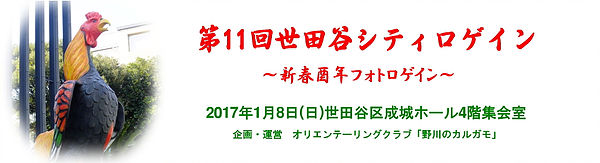 第11回世田谷シティロゲイン
～新春酉年フォトロゲイン～
2017年1月8日(日)世田谷区成城ホール4階集会室
企画・運営　オリエンテーリングクラブ「野川のカルガモ」